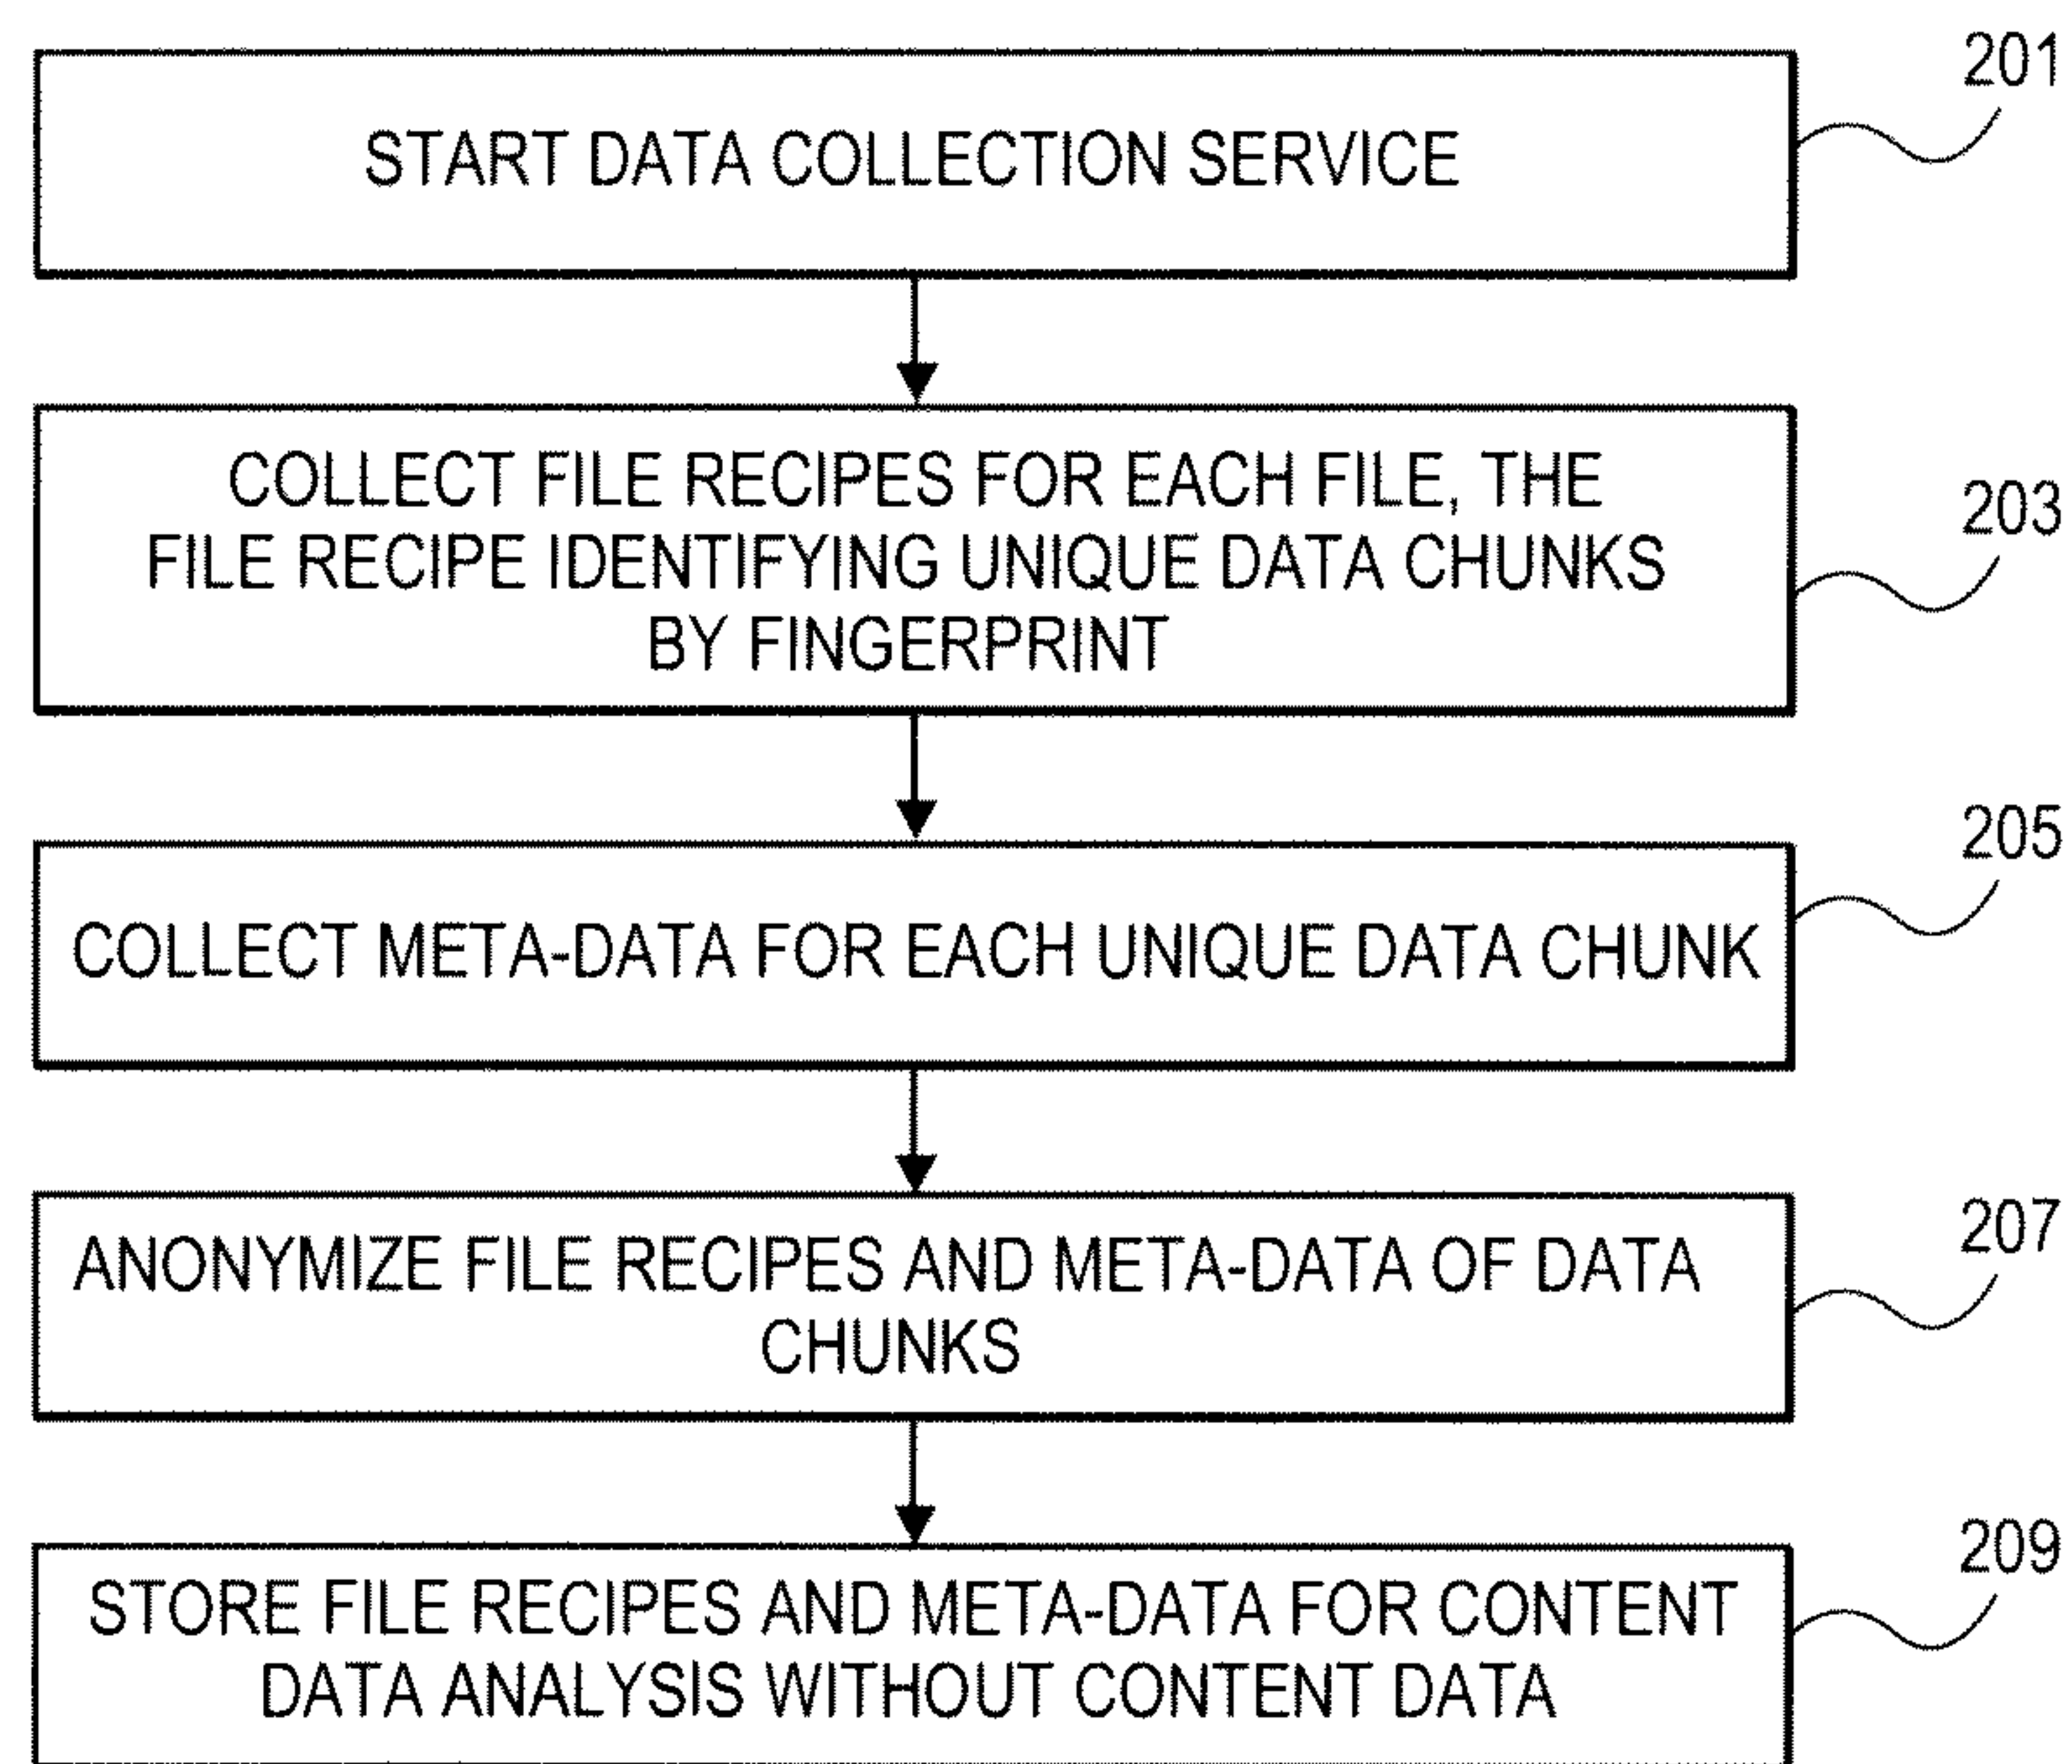 201
START DATA COLLECTION SERVICE
COLLECT FILE RECIPES FOR EACH FILE, THE
203
FILE RECIPE IDENTIFYING UNIQUE DATA CHUNKS
BY FINGERPRINT
205
COLLECT META-DATA FOR EACH UNIQUE DATA CHUNK
207
ANONYMIZE FILE RECIPES AND META-DATA OF DATA
CHUNKS
209
STORE FILE RECIPES AND META-DATA FOR CONTENT
DATA ANALYSIS WITHOUT CONTENT DATA